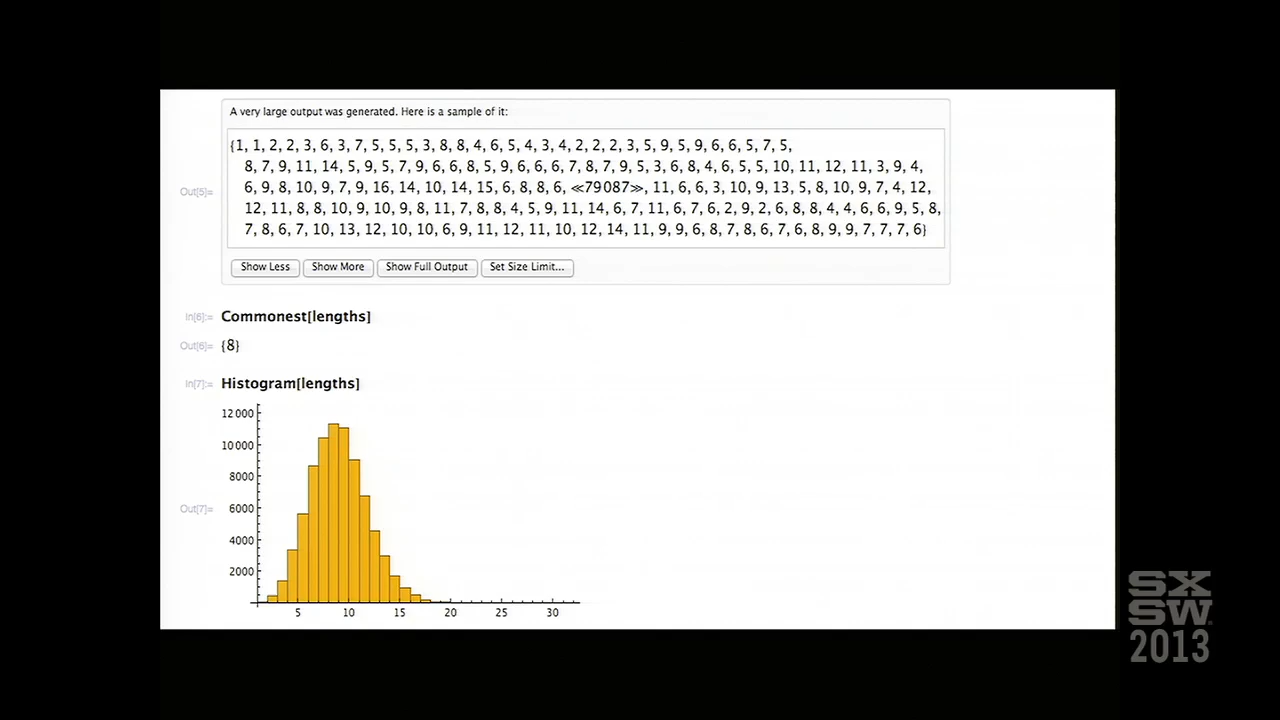 A very large output was generated. Here is a sample of it:
{1, 1, 2, 2, 3, 6, 3, 7, 5, 5, 5, 3, 8, 8, 4, 6, 5, 4, 3, 4, 2, 2, 2, 3, 5, 9, 5, 9, 6, 6, 5, 7, 5,
8, 7, 9, 11, 14, 5, 9, 5, 7, 9, 6, 6, 8, 5, 9, 6, 6, 6, 7, 8, 7, 9, 5, 3, 6, 8, 4, 6, 5, 5, 10, 11, 12, 11, 3, 9, 4,
Out[5]=
6, 9, 8, 10, 9, 7, 9, 16, 14, 10, 14, 15, 6, 8, 8, 6, ≪79087≫, 11, 6, 6, 3, 10, 9, 13, 5, 8, 10, 9, 7, 4, 12,
12, 11, 8, 8, 10, 9, 10, 9, 8, 11, 7, 8, 8, 4, 5, 9, 11, 14, 6, 7, 11, 6, 7, 6, 2, 9, 2, 6, 8, 8, 4, 4, 6, 6, 9, 5, 8,
7, 8, 6, 7, 10, 13, 12, 10, 10, 6, 9, 11, 12, 11, 10, 12, 14, 11, 9, 9, 6, 8, 7, 8, 6, 7, 6, 8, 9, 9, 7, 7, 7, 6}
Show Less Show More Show Full Output Set Size Limit...
In[6]:= Commonest[lengths]
Out[6]= {8}
In[7]:= Histogram[lengths]
12000
10000
8000
Out[7]=
6000
4000
2000
5 10 15 20 25 30
SX
SW
2013